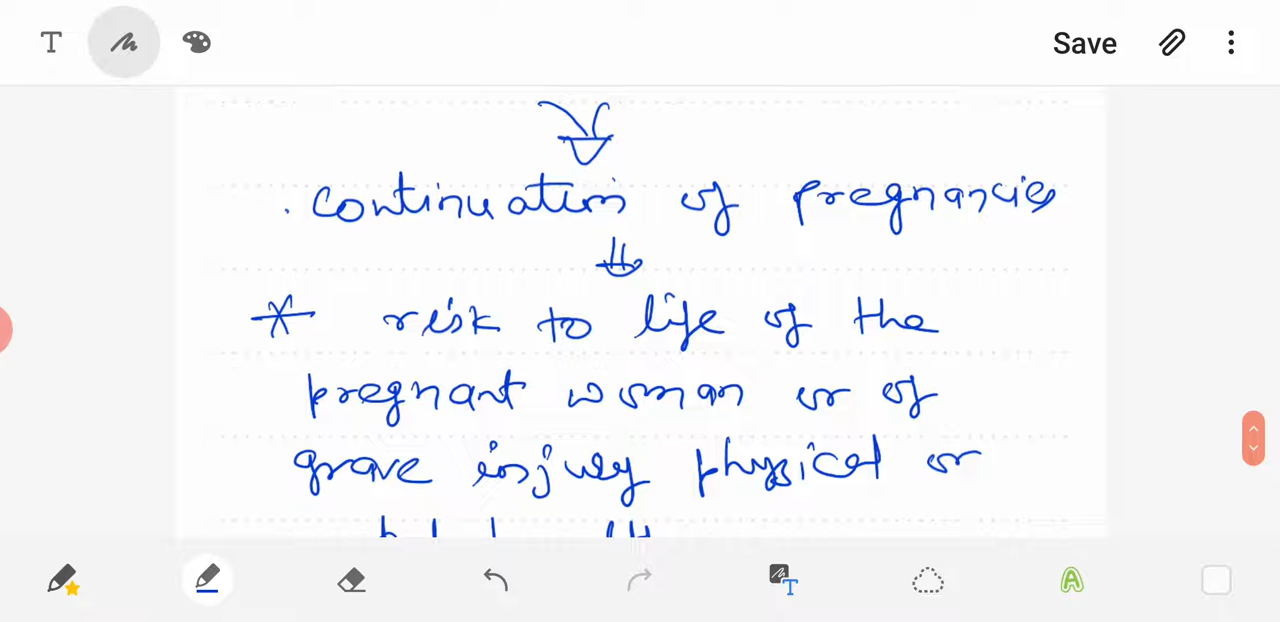 T Save
continuation of pregnancies
* risk to life of the
pregnant woman or of
grave injury physical or